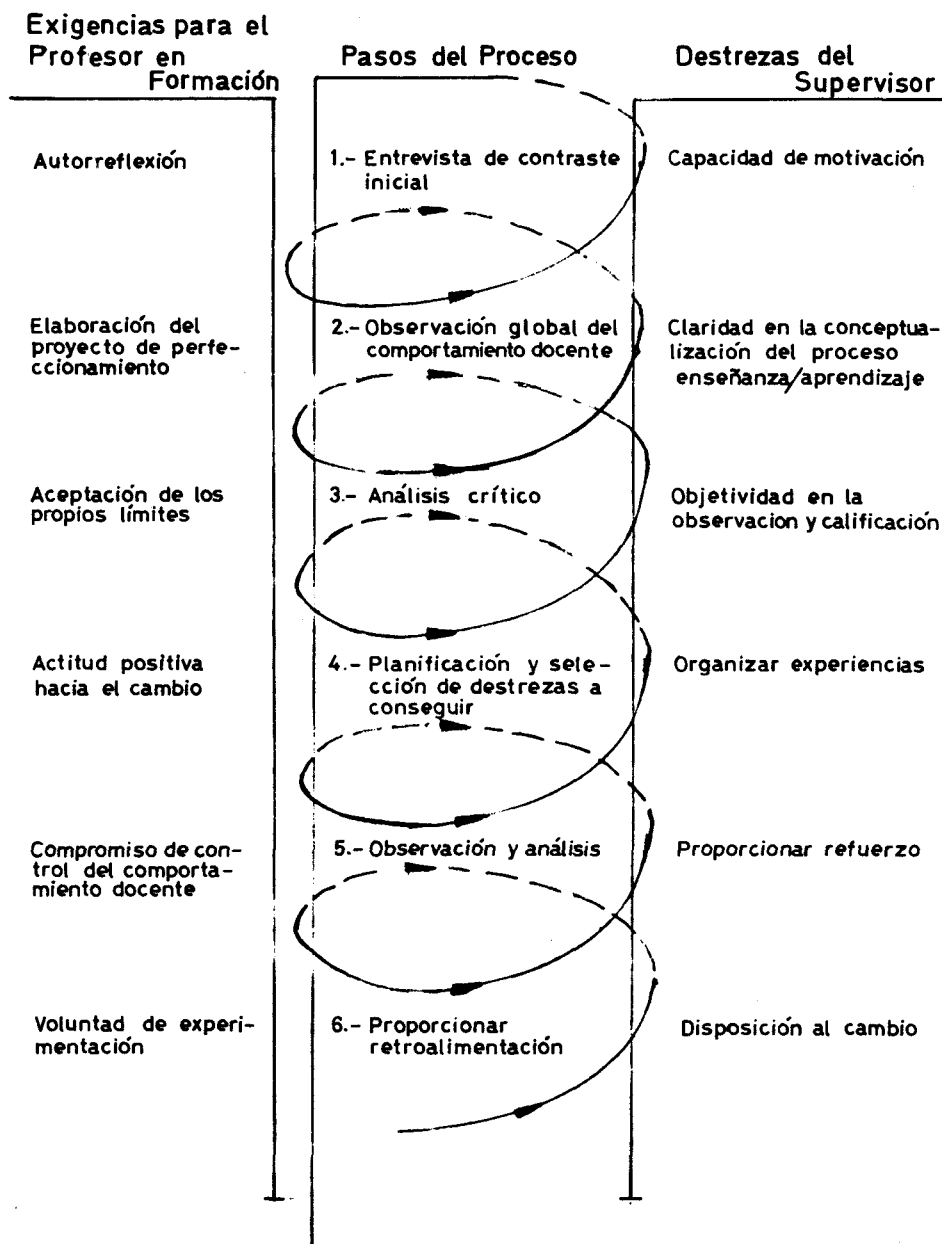 Exigencias para el
Profesor en
Formación
Pasos del Proceso
Destrezas del
Supervisor
Autorreflexión
1.- Entrevista de contraste
inicial
Capacidad de motivación
Elaboración del
proyecto de perfe-
ccionamiento
2.- Observación global del
comportamiento docente
Claridad en la conceptua-
lización del proceso
enseñanza/aprendizaje
Aceptación de los
propios límites
3.- Análisis crítico
Objetividad en la
observacion y calificación
Actitud positiva
hacia el cambio
4.- Planificación y sele-
cción de destrezas a
conseguir
Organizar experiencias
Compromiso de con-
trol del comporta-
miento docente
5.- Observación y análisis
Proporcionar refuerzo
Voluntad de experi-
mentación
6.- Proporcionar
retroalimentación
Disposición al cambio